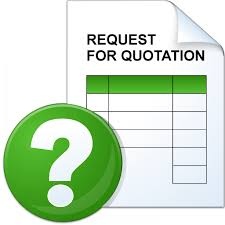 REQUEST
FOR QUOTATION
?